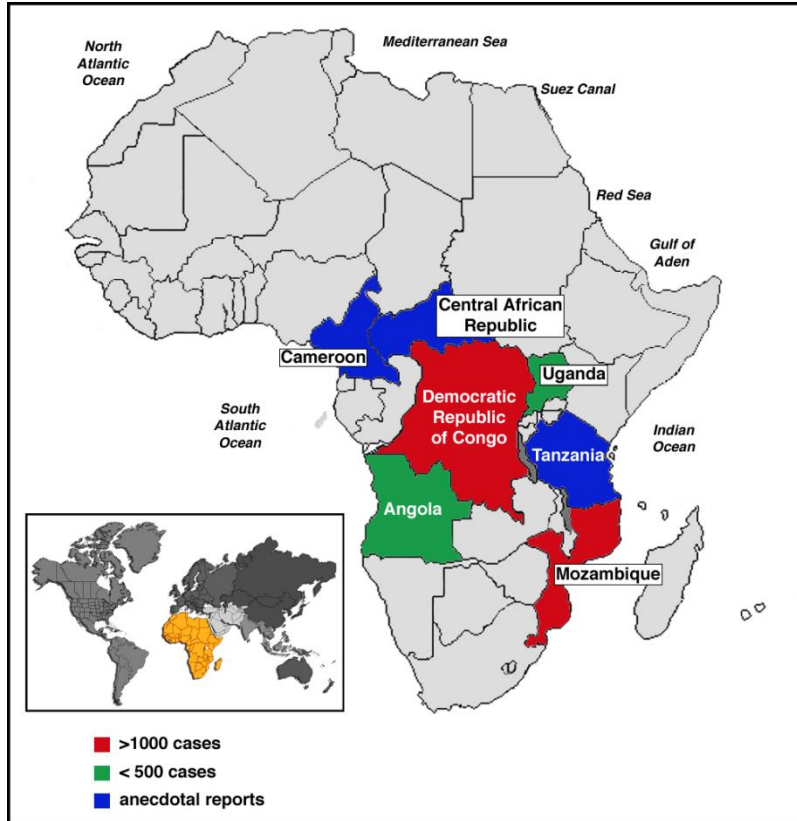 North
Atlantic
Ocean
Mediterranean Sea
Suez Canal
Red Sea
Gulf of
Aden
Central African
Republic
Cameroon
Uganda
Democratic
Republic
of Congo
South
Atlantic
Ocean
Indian
Ocean
Tanzania
Angola
Mozambique
>1000 cases
< 500 cases
anecdotal reports